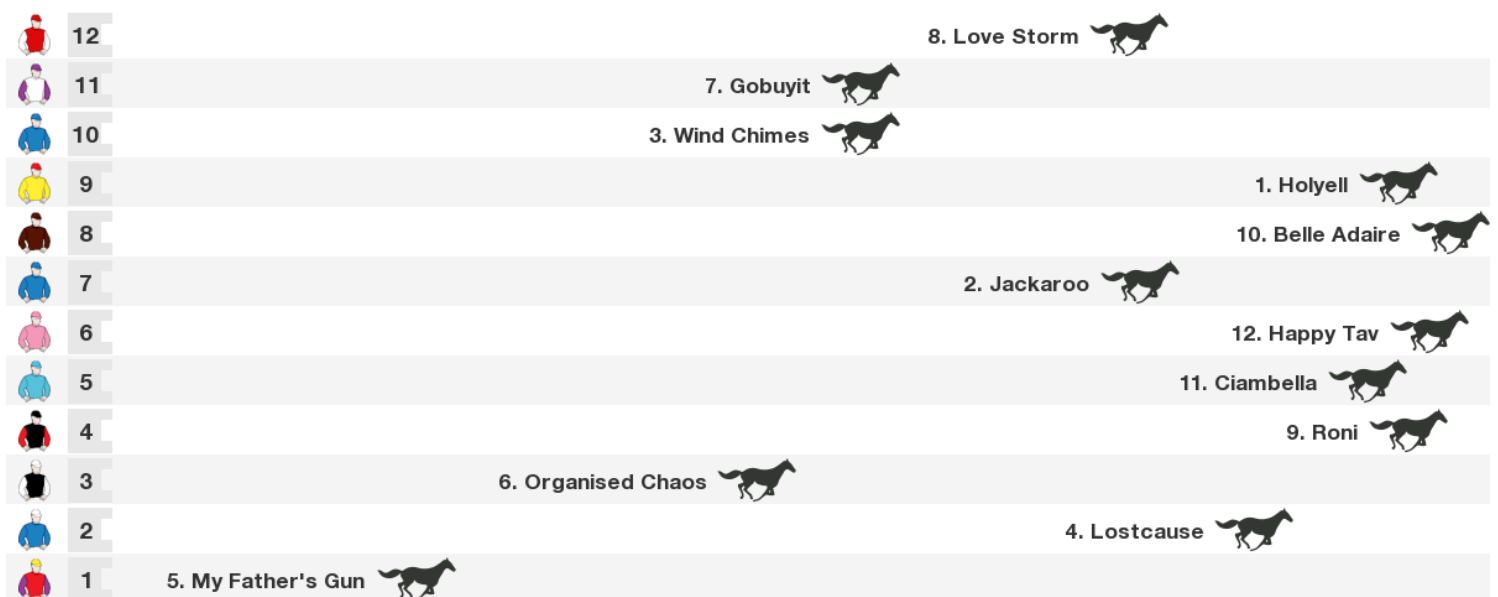 12 8. Love Storm
11 7. Gobuyit
10 3. Wind Chimes
9 1. Holyell
8 10. Belle Adaire
7 2. Jackaroo
6 12. Happy Tav
5 11. Ciambella
4 9. Roni
3 6. Organised Chaos
2 4. Lostcause
1 5. My Father's Gun